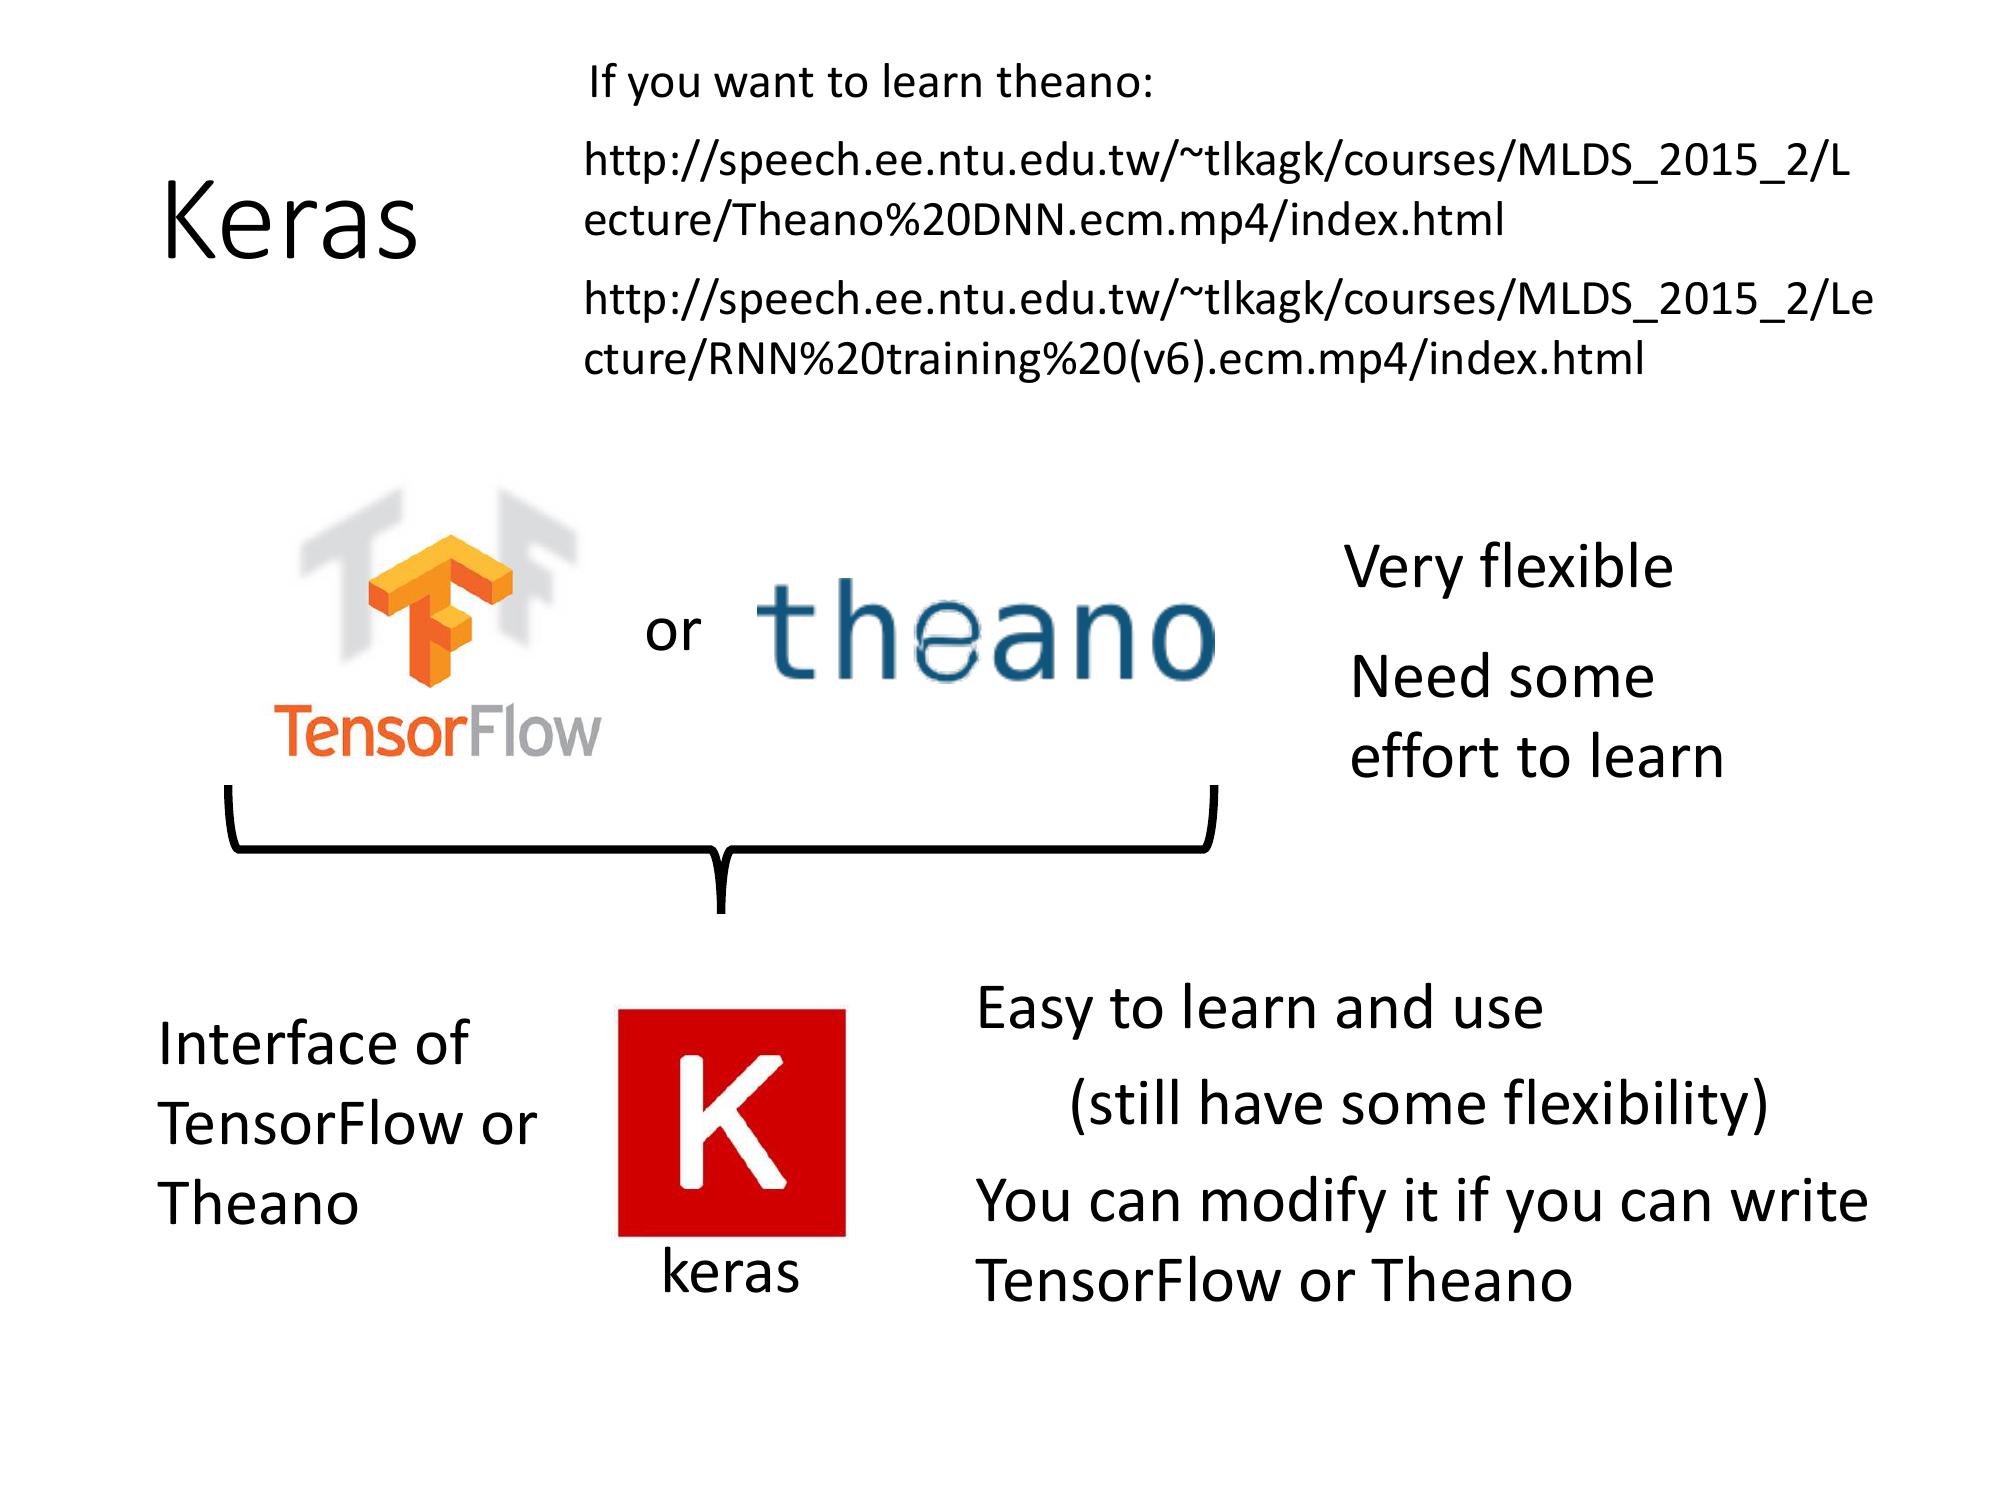 Keras
If you want to learn theano:
http://speech.ee.ntu.edu.tw/~tlkagk/courses/MLDS_2015_2/L
ecture/Theano%20DNN.ecm.mp4/index.html
http://speech.ee.ntu.edu.tw/~tlkagk/courses/MLDS_2015_2/Le
cture/RNN%20training%20(v6).ecm.mp4/index.html
TensorFlow
or
theano
Very flexible
Need some
effort to learn
Interface of
TensorFlow or
Theano
K
keras
Easy to learn and use
(still have some flexibility)
You can modify it if you can write
TensorFlow or Theano